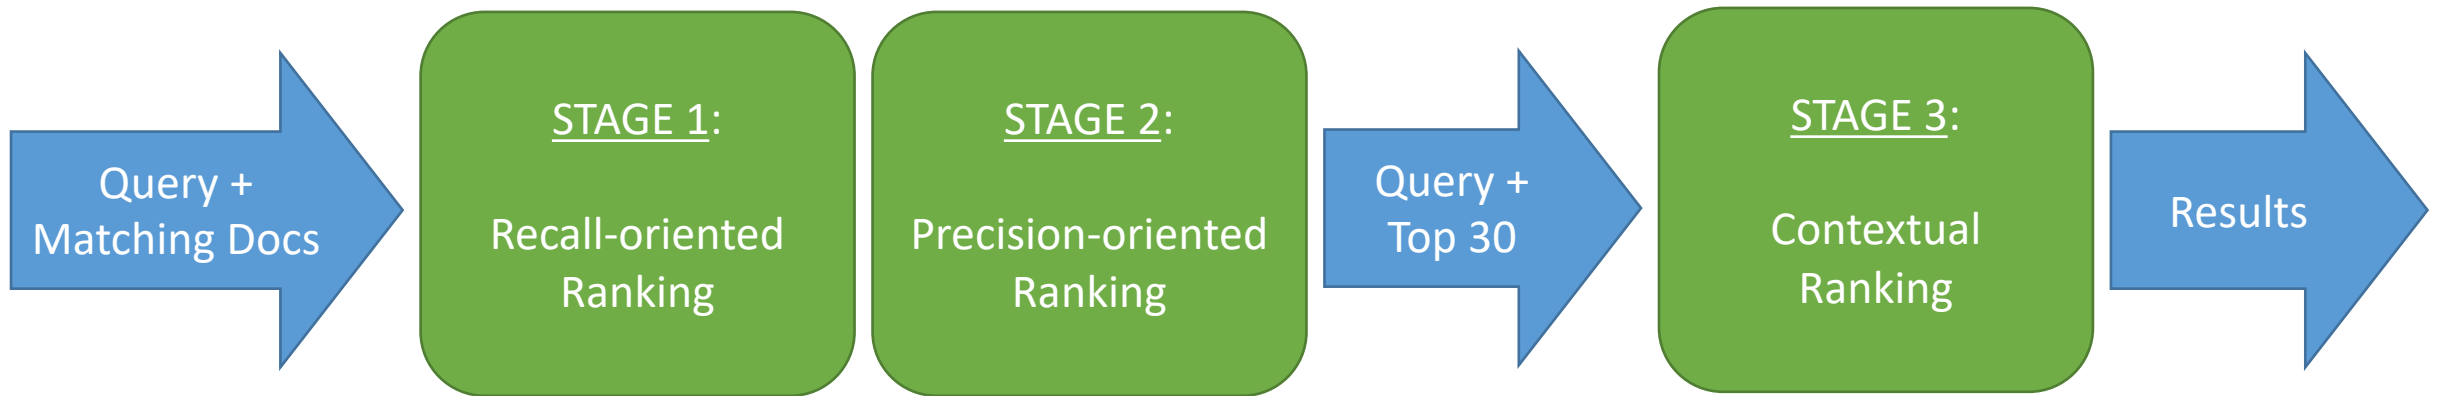 Query +
Matching Docs
STAGE 1:
Recall-oriented
Ranking
STAGE 2:
Precision-oriented
Ranking
Query +
Top 30
STAGE 3:
Contextual
Ranking
Results